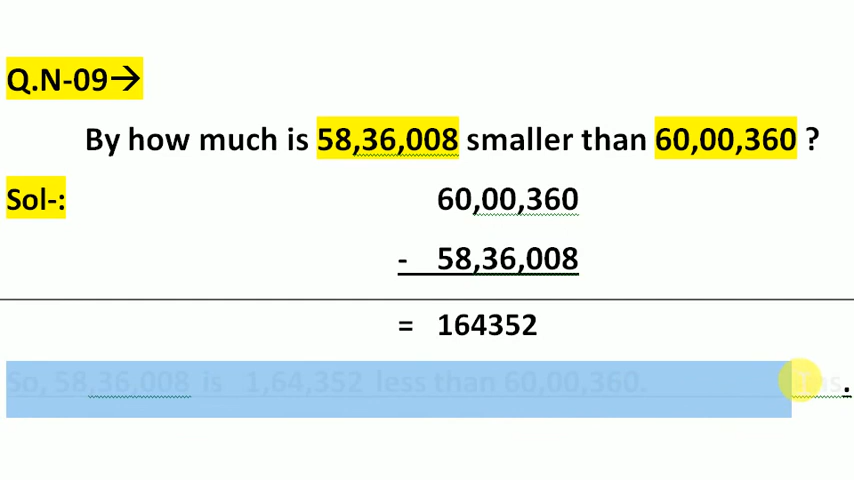 Q.N-09→
By how much is 58,36,008 smaller than 60,00,360 ?
Sol-: 60,00,360
- 58,36,008
= 164352
So, 58,36,008 is 1,64,352 less than 60,00,360.